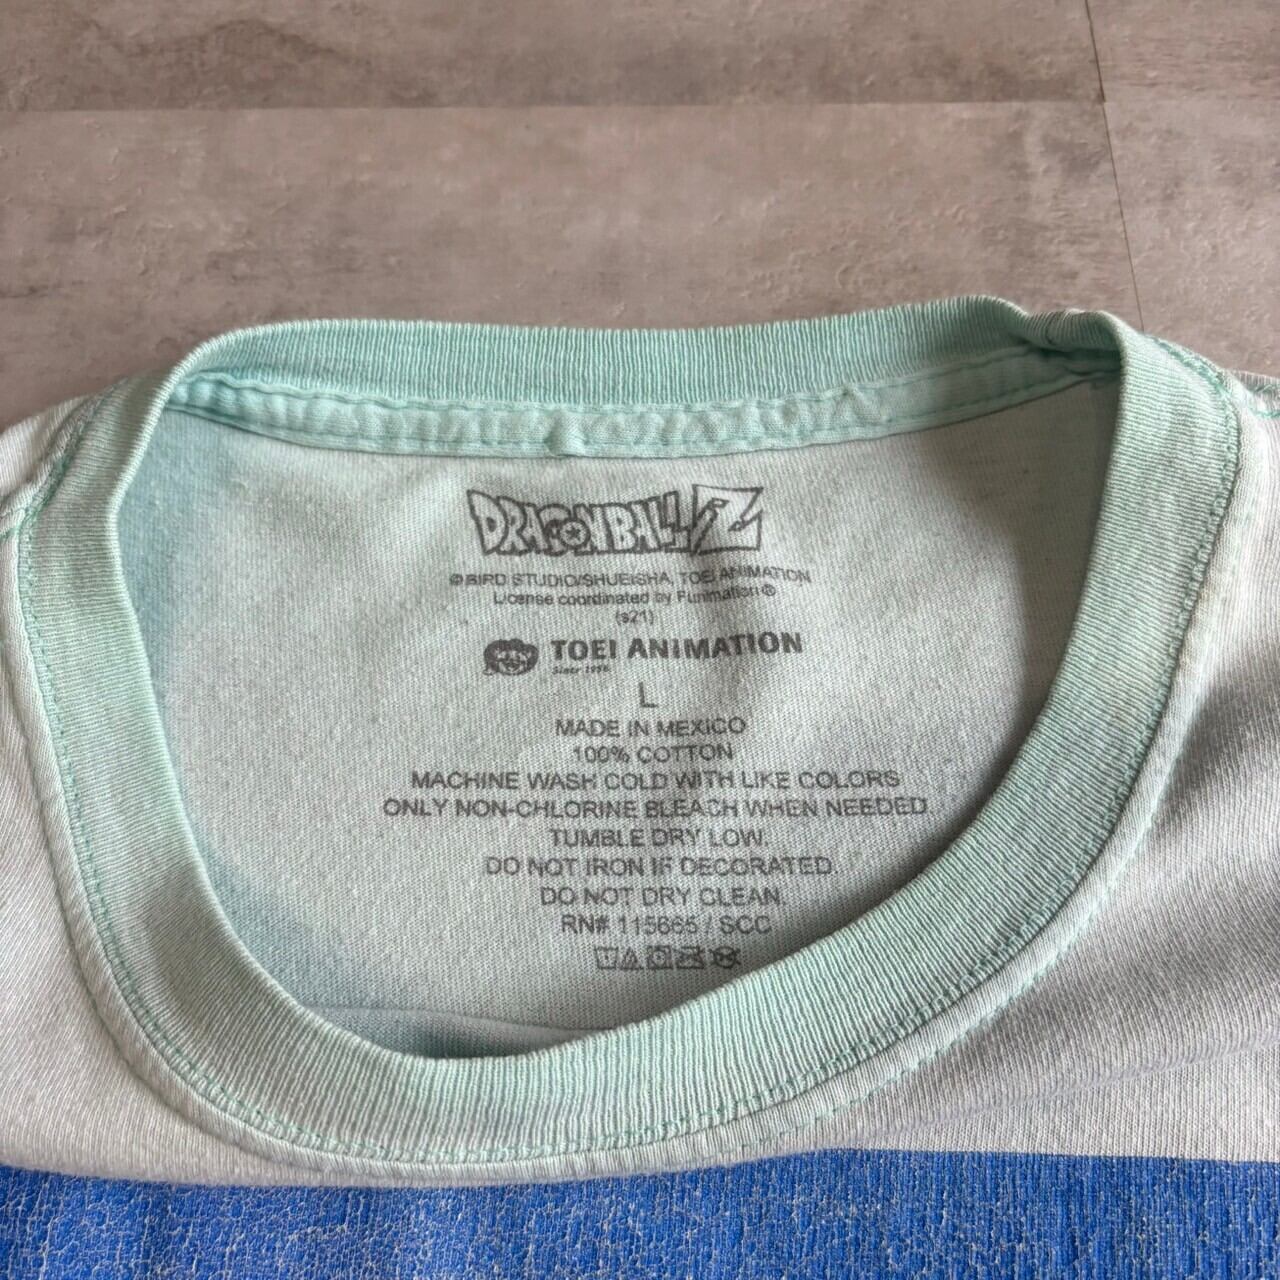 DRAGONBALL Z
© BIRD STUDIO/SHUEISHA, TOEI ANIMATION
License coordinated by Funimation ®
(s21)
TOEI ANIMATION
Since 1956
L
MADE IN MEXICO
100% COTTON
MACHINE WASH COLD WITH LIKE COLORS
ONLY NON-CHLORINE BLEACH WHEN NEEDED
TUMBLE DRY LOW.
DO NOT IRON IF DECORATED.
DO NOT DRY CLEAN.
RN# 115665 / SCC